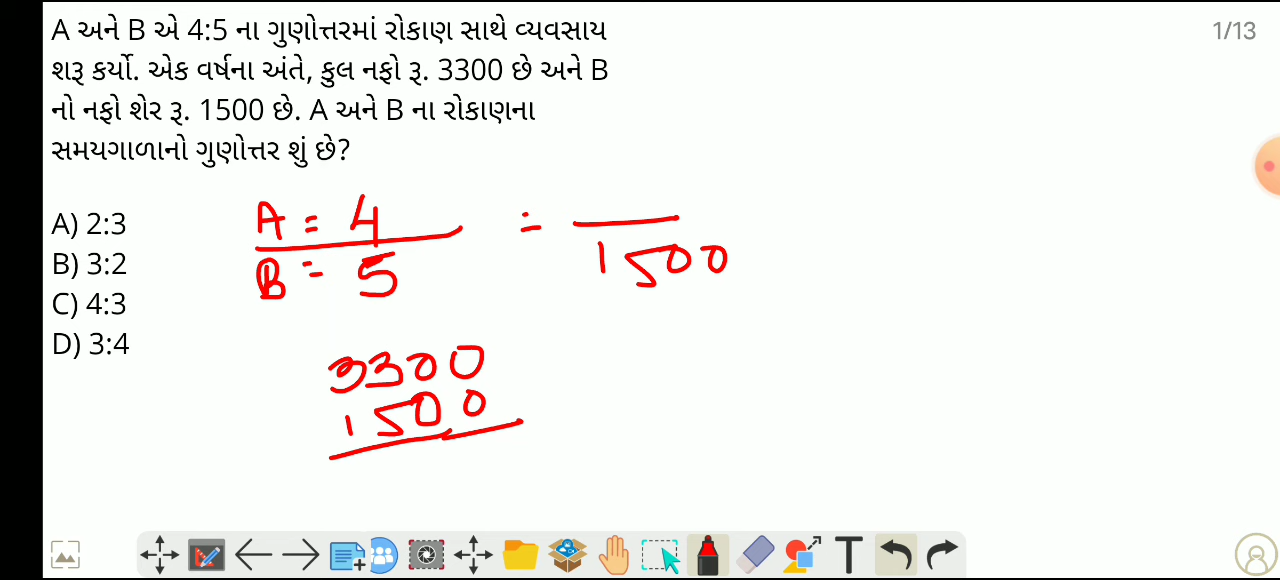 A અને B એ 4:5 ના ગુણોત્તરમાં રોકાણ સાથે વ્યવસાય
શરૂ કર્યો. એક વર્ષના અંતે, કુલ નફો રૂ. 3300 છે અને B
નો નફો શેર રૂ. 1500 છે. A અને B ના રોકાણના
સમયગાળાનો ગુણોત્તર શું છે?
1/13
A) 2:3
B) 3:2
C) 4:3
D) 3:4
A = 4 =
B = 5 1500
3300
1500
T